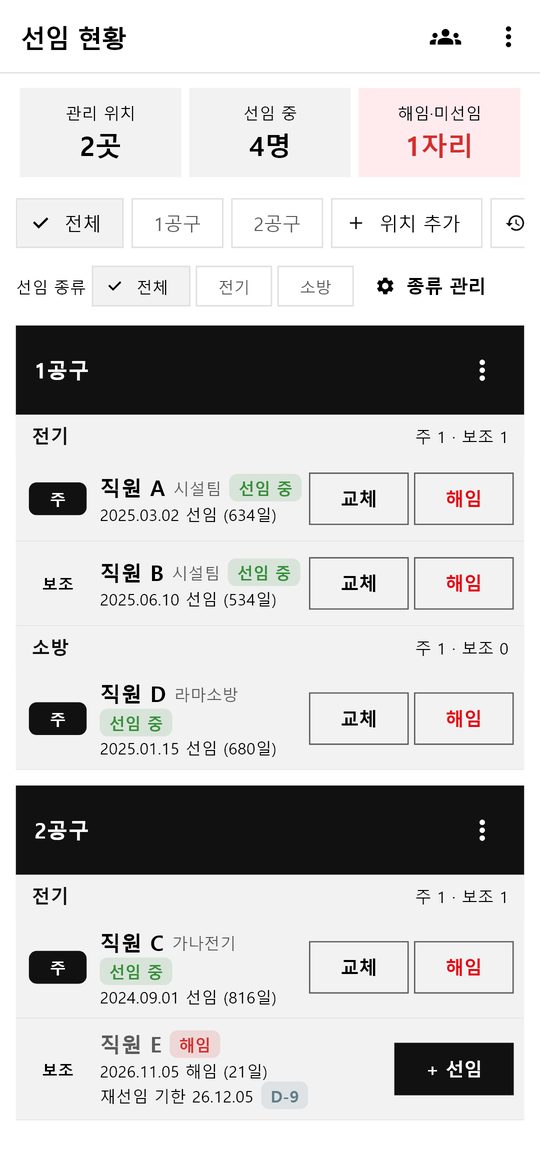 선임 현황
관리 위치
2곳
선임 중
4명
해임·미선임
1자리
전체
1공구
2공구
+ 위치 추가
선임 종류
전체
전기
소방
종류 관리
1공구
전기
주 1 · 보조 1
주
직원 A 시설팀 선임 중
2025.03.02 선임 (634일)
교체
해임
보조
직원 B 시설팀 선임 중
2025.06.10 선임 (534일)
교체
해임
소방
주 1 · 보조 0
주
직원 D 라마소방
선임 중
2025.01.15 선임 (680일)
교체
해임
2공구
전기
주 1 · 보조 1
주
직원 C 가나전기
선임 중
2024.09.01 선임 (816일)
교체
해임
보조
직원 E 해임
2026.11.05 해임 (21일)
재선임 기한 26.12.05 D-9
+ 선임